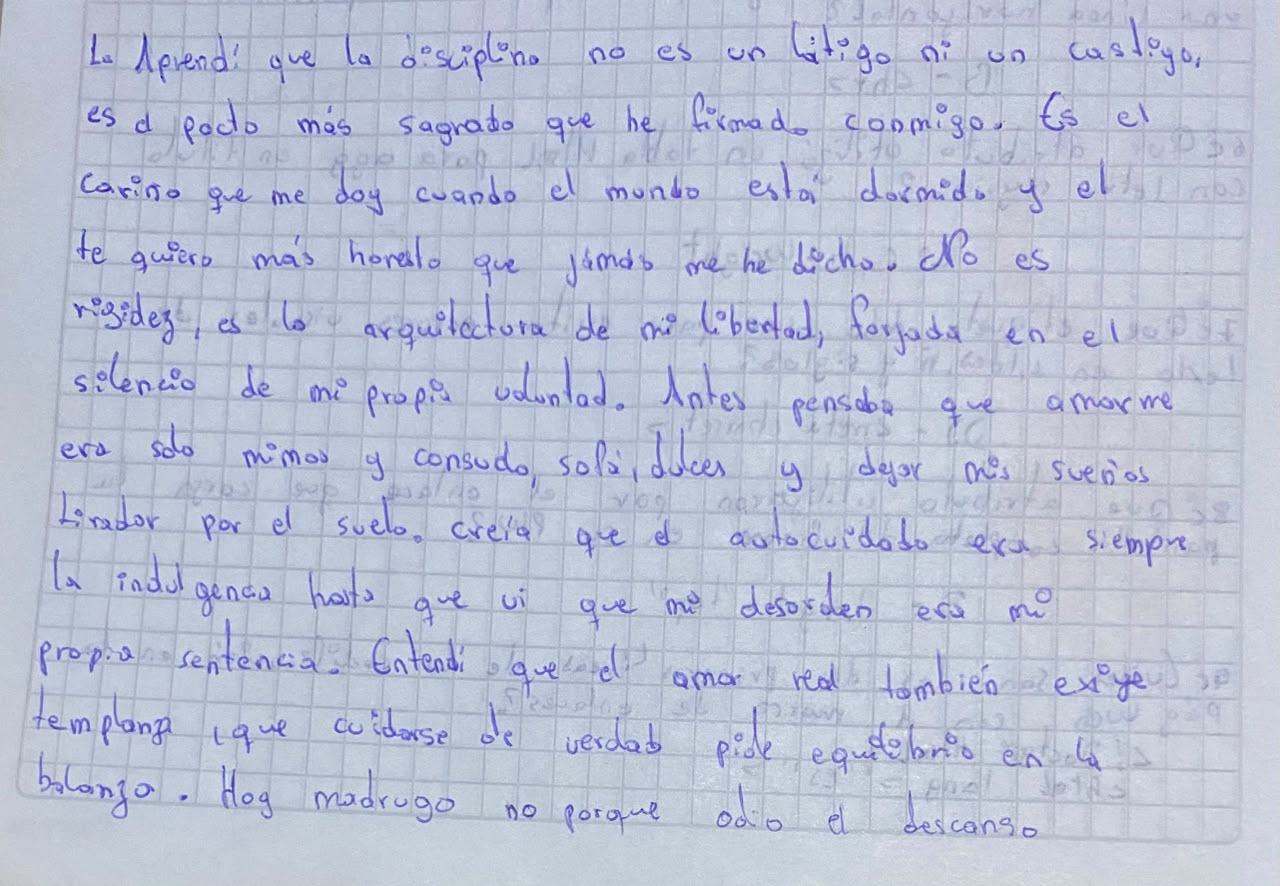 1. Aprendí que la disciplina no es un látigo ni un castigo,
es el pacto más sagrado que he firmado conmigo. Es el
cariño que me doy cuando el mundo está dormido y el
te quiero más honesto que jamás me he dicho. No es
rigidez, es la arquitectura de mi libertad, forjada en el
silencio de mi propia voluntad. Antes pensaba que amarme
era solo mimos y consuelo, sofá, dulces y dejar mis sueños
tirador por el suelo. creía que el autocuidado era siempre
la indulgencia hasta que vi que mi desorden era mi
propia sentencia. Entendí que el amor real también exige
templanza, que cuidarse de verdab pide equilibrio en la
balanza. Hog madrugo no porque odio el descanso